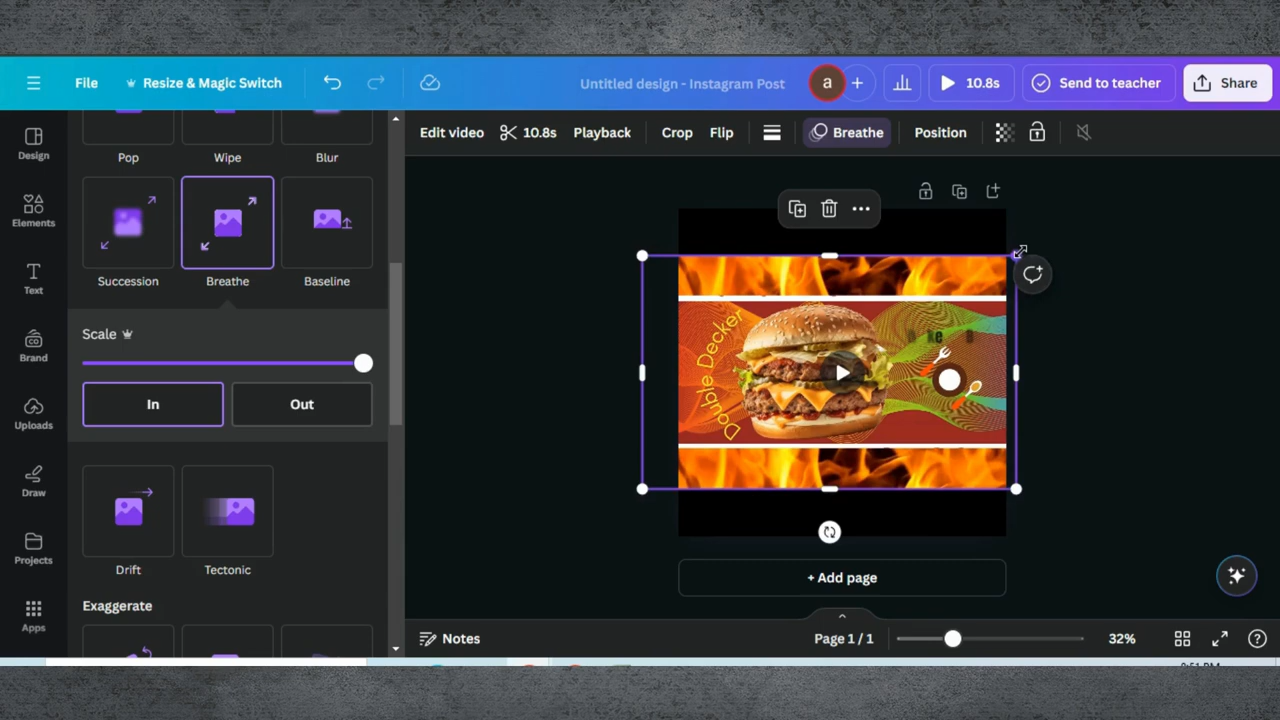 File
Resize & Magic Switch
Untitled design - Instagram Post
a
+
10.8s
Send to teacher
Share
Design
Elements
Text
Brand
Uploads
Draw
Projects
Apps
Pop
Wipe
Blur
Succession
Breathe
Baseline
Scale
In
Out
Drift
Tectonic
Exaggerate
Edit video
10.8s
Playback
Crop
Flip
Breathe
Position
Double Decker
+ Add page
Notes
Page 1 / 1
32%